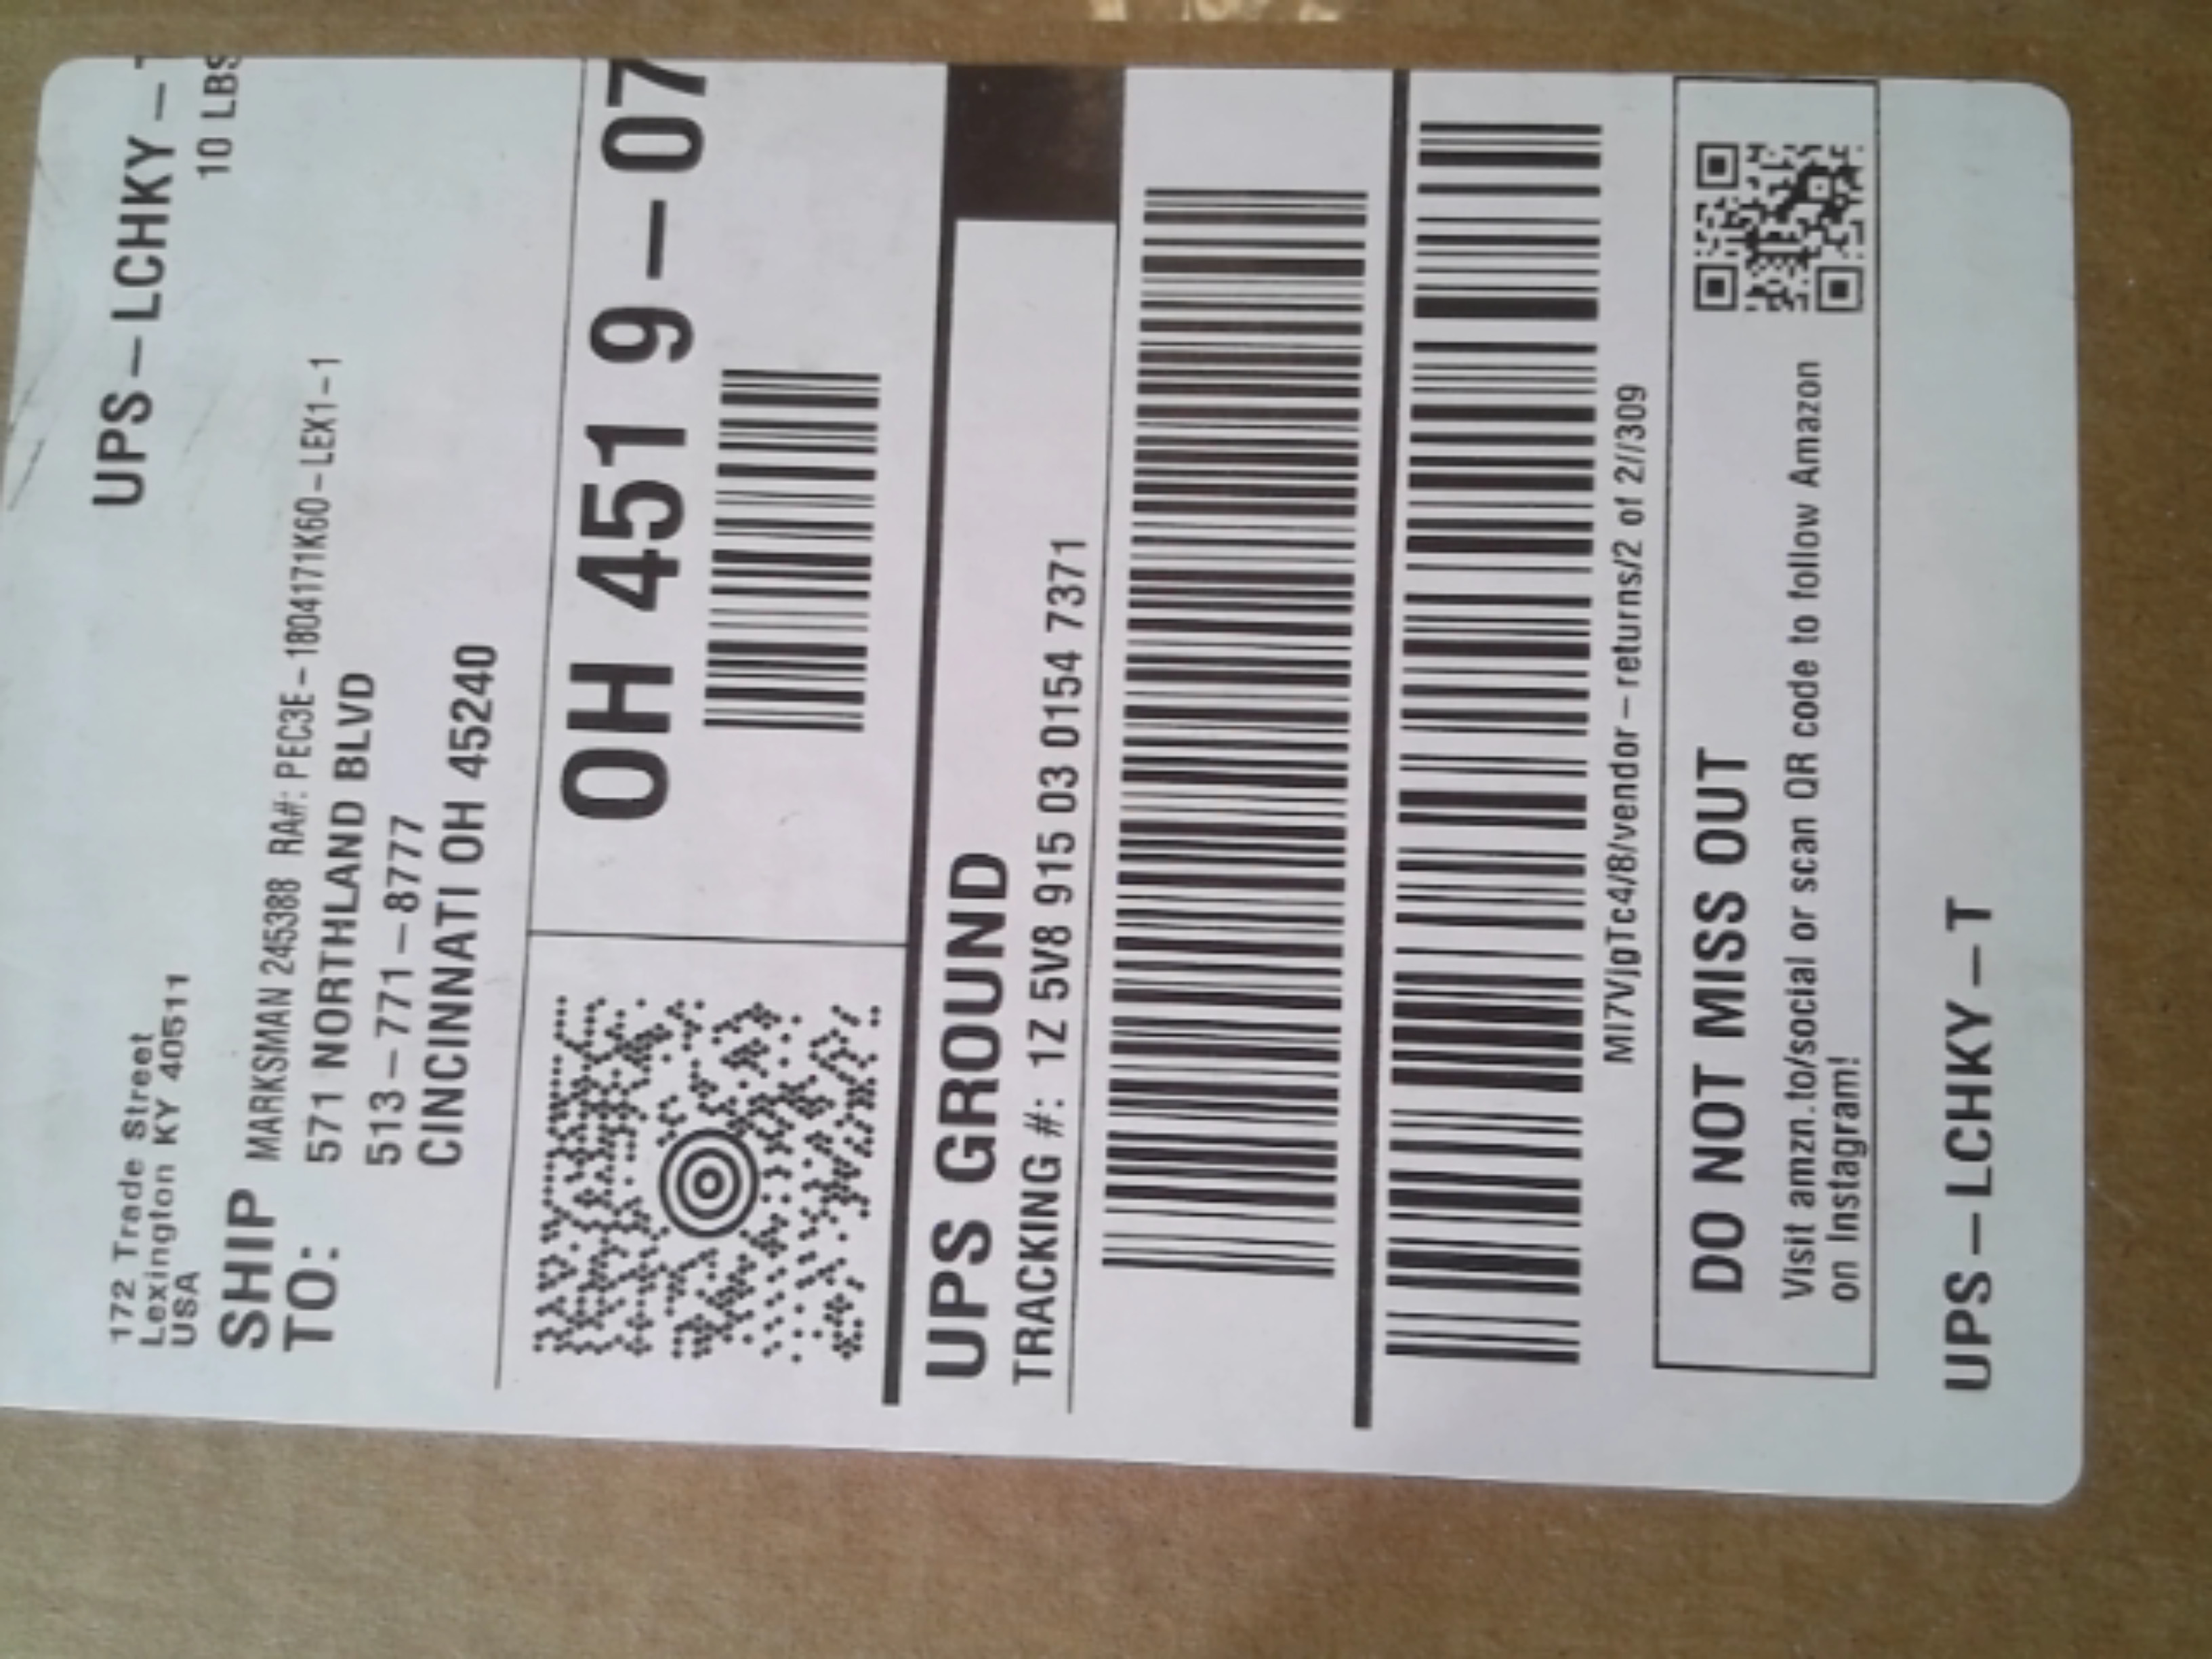 172 Trade Street
Lexington KY 40511
USA
UPS-LCHKY-T
10 LBS
SHIP
TO:
MARKSMAN 245388 RA#: PEC3E-1804171K60-LEX1-1
571 NORTHLAND BLVD
513-771-8777
CINCINNATI OH 45240
OH 451 9-07
UPS GROUND
TRACKING #: 1Z 5V8 915 03 0154 7371
MI7VjgTc4/8/vendor-returns/2 of 2//309
DO NOT MISS OUT
Visit amzn.to/social or scan QR code to follow Amazon
on Instagram!
UPS-LCHKY-T